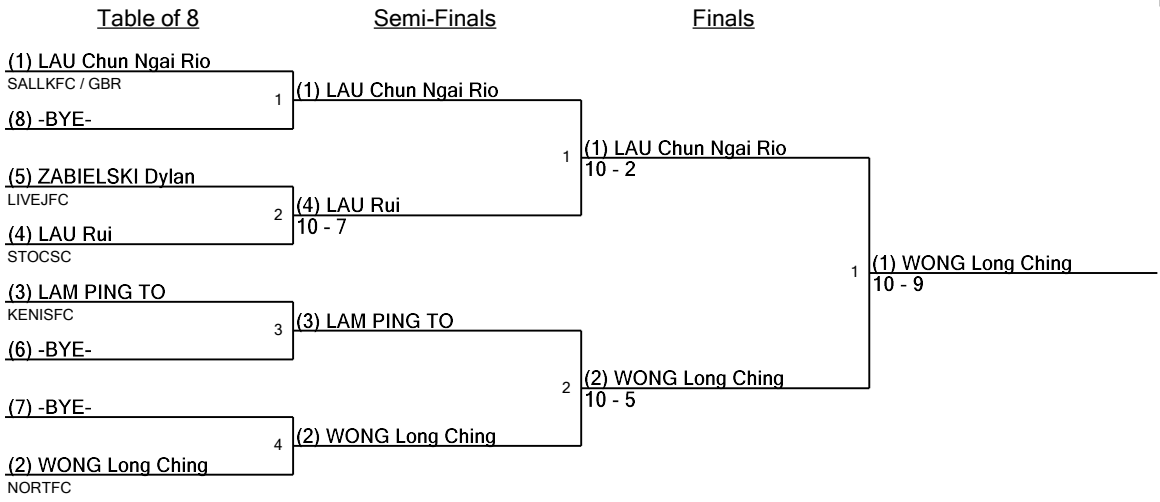 Table of 8
Semi-Finals
Finals
(1) LAU Chun Ngai Rio
SALLKFC / GBR
1
(8) -BYE-
(5) ZABIELSKI Dylan
LIVEJFC
2
(4) LAU Rui
STOCSC
(3) LAM PING TO
KENISFC
3
(6) -BYE-
(7) -BYE-
4
(2) WONG Long Ching
NORTFC
(1) LAU Chun Ngai Rio
1
(4) LAU Rui
10 - 7
(3) LAM PING TO
2
(2) WONG Long Ching
(1) LAU Chun Ngai Rio
10 - 2
1
(2) WONG Long Ching
10 - 5
(1) WONG Long Ching
10 - 9